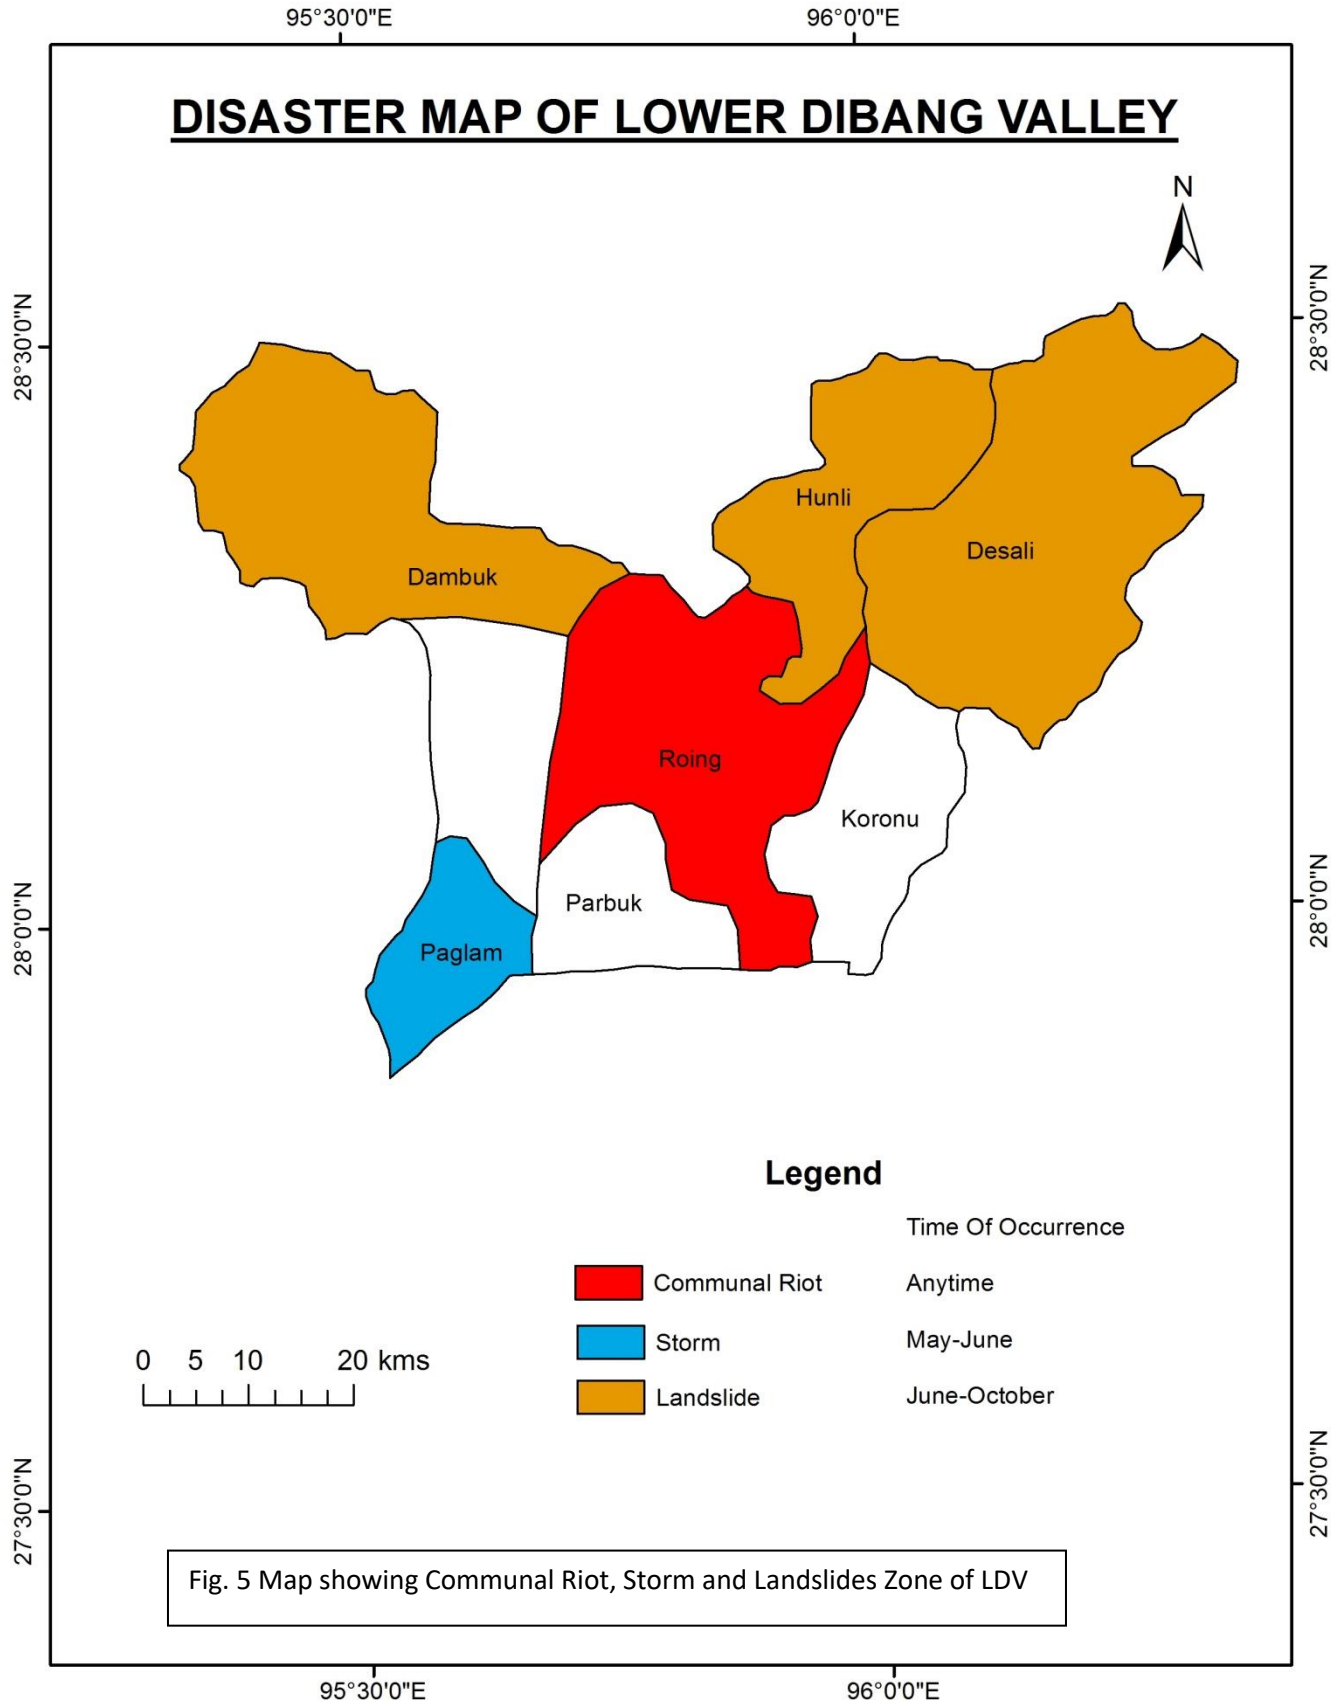 95°30'0"E
96°0'0"E
DISASTER MAP OF LOWER DIBANG VALLEY
N
28°30'0"N
28°30'0"N
Hunli
Desali
Dambuk
Roing
Koronu
Parbuk
28°0'0"N
28°0'0"N
Paglam
Legend
Time Of Occurrence
Communal Riot Anytime
Storm May-June
Landslide June-October
0 5 10 20 kms
27°30'0"N
27°30'0"N
Fig. 5 Map showing Communal Riot, Storm and Landslides Zone of LDV
95°30'0"E
96°0'0"E